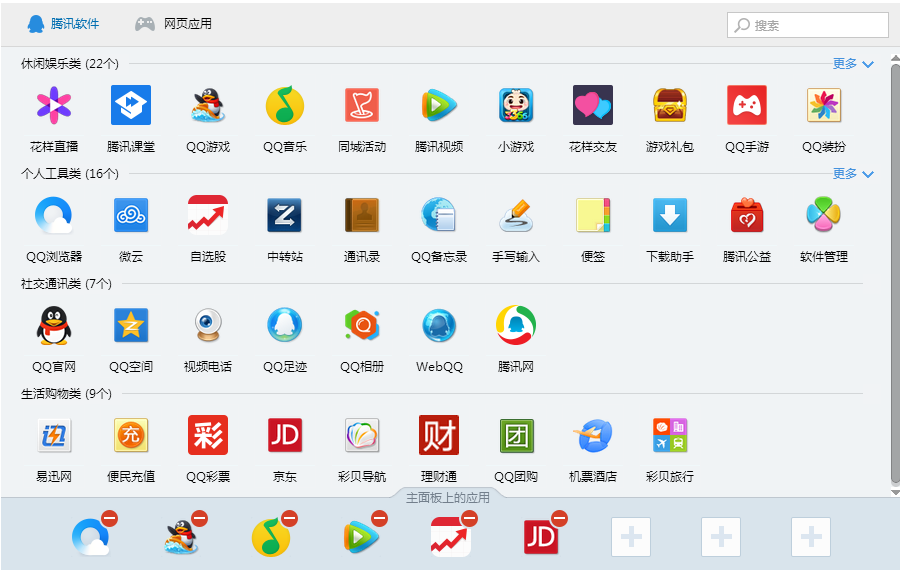 腾讯软件 网页应用 搜索
休闲娱乐类 (22个) 更多
花样直播 腾讯课堂 QQ游戏 QQ音乐 同城活动 腾讯视频 小游戏 花样交友 游戏礼包 QQ手游 QQ装扮
个人工具类 (16个) 更多
QQ浏览器 微云 自选股 中转站 通讯录 QQ备忘录 手写输入 便签 下载助手 腾讯公益 软件管理
社交通讯类 (7个)
QQ官网 QQ空间 视频电话 QQ足迹 QQ相册 WebQQ 腾讯网
生活购物类 (9个)
充 彩 JD 财 团
易迅网 便民充值 QQ彩票 京东 彩贝导航 理财通 QQ团购 机票酒店 彩贝旅行
主面板上的应用
JD